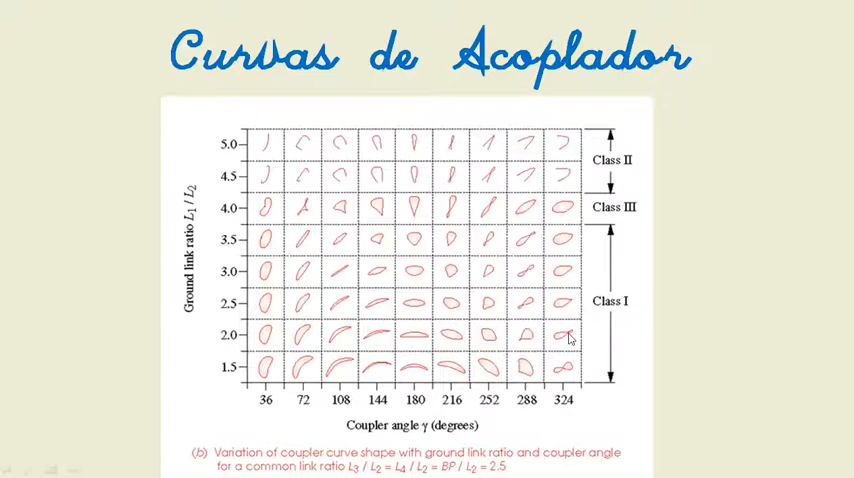 Curvas de Acoplador
5.0
4.5
4.0
3.5
3.0
2.5
2.0
1.5
Ground link ratio L1 / L2
Class II
Class III
Class I
36 72 108 144 180 216 252 288 324
Coupler angle γ (degrees)
(b) Variation of coupler curve shape with ground link ratio and coupler angle
for a common link ratio L3 / L2 = L4 / L2 = BP / L2 = 2.5